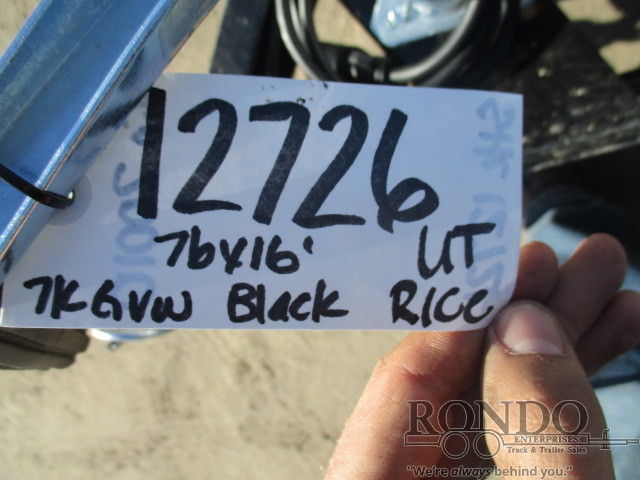 12726
76x16' UT
7K GVW Black RICE
RONDO
ENTERPRISES
Truck & Trailer Sales
"We're always behind you."